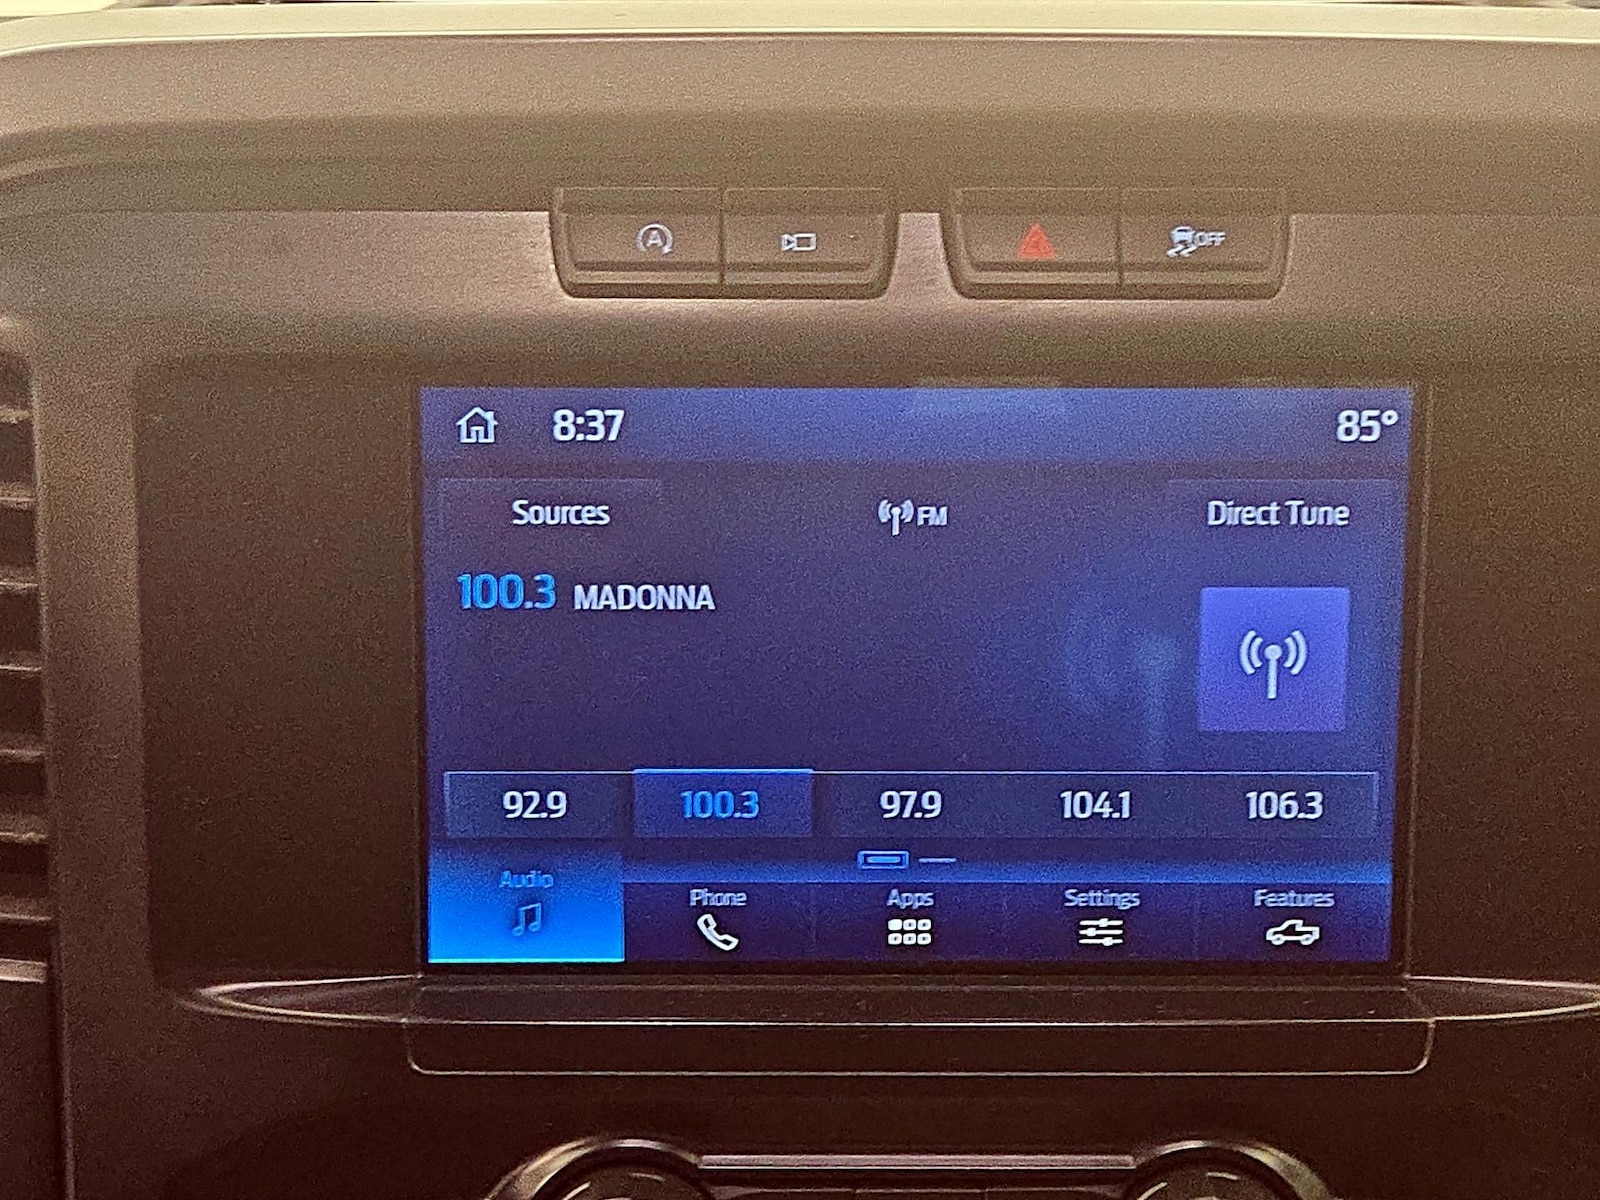 A
OFF
8:37 85°
Sources FM Direct Tune
100.3 MADONNA
92.9 100.3 97.9 104.1 106.3
Audio Phone Apps Settings Features